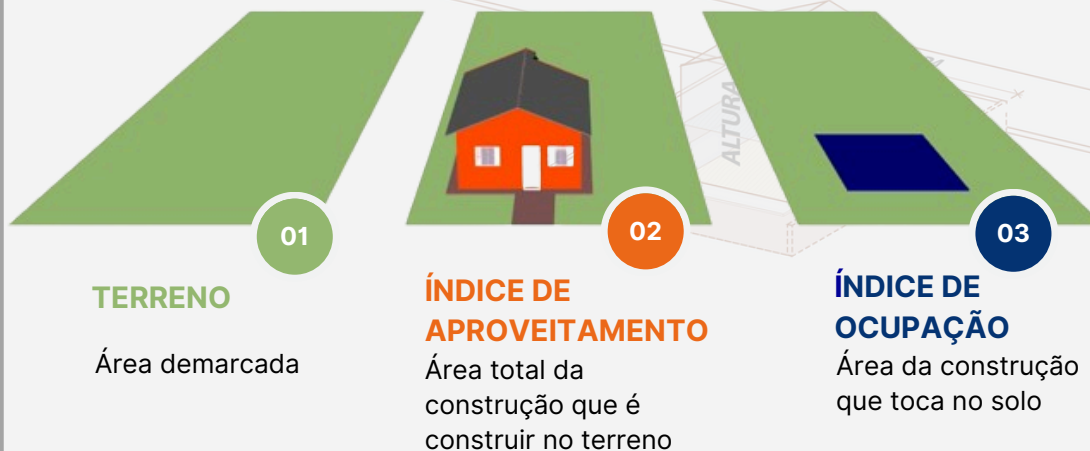 ALTURA
01
02
03
TERRENO
Área demarcada
ÍNDICE DE
APROVEITAMENTO
Área total da
construção que é
construir no terreno
ÍNDICE DE
OCUPAÇÃO
Área da construção
que toca no solo